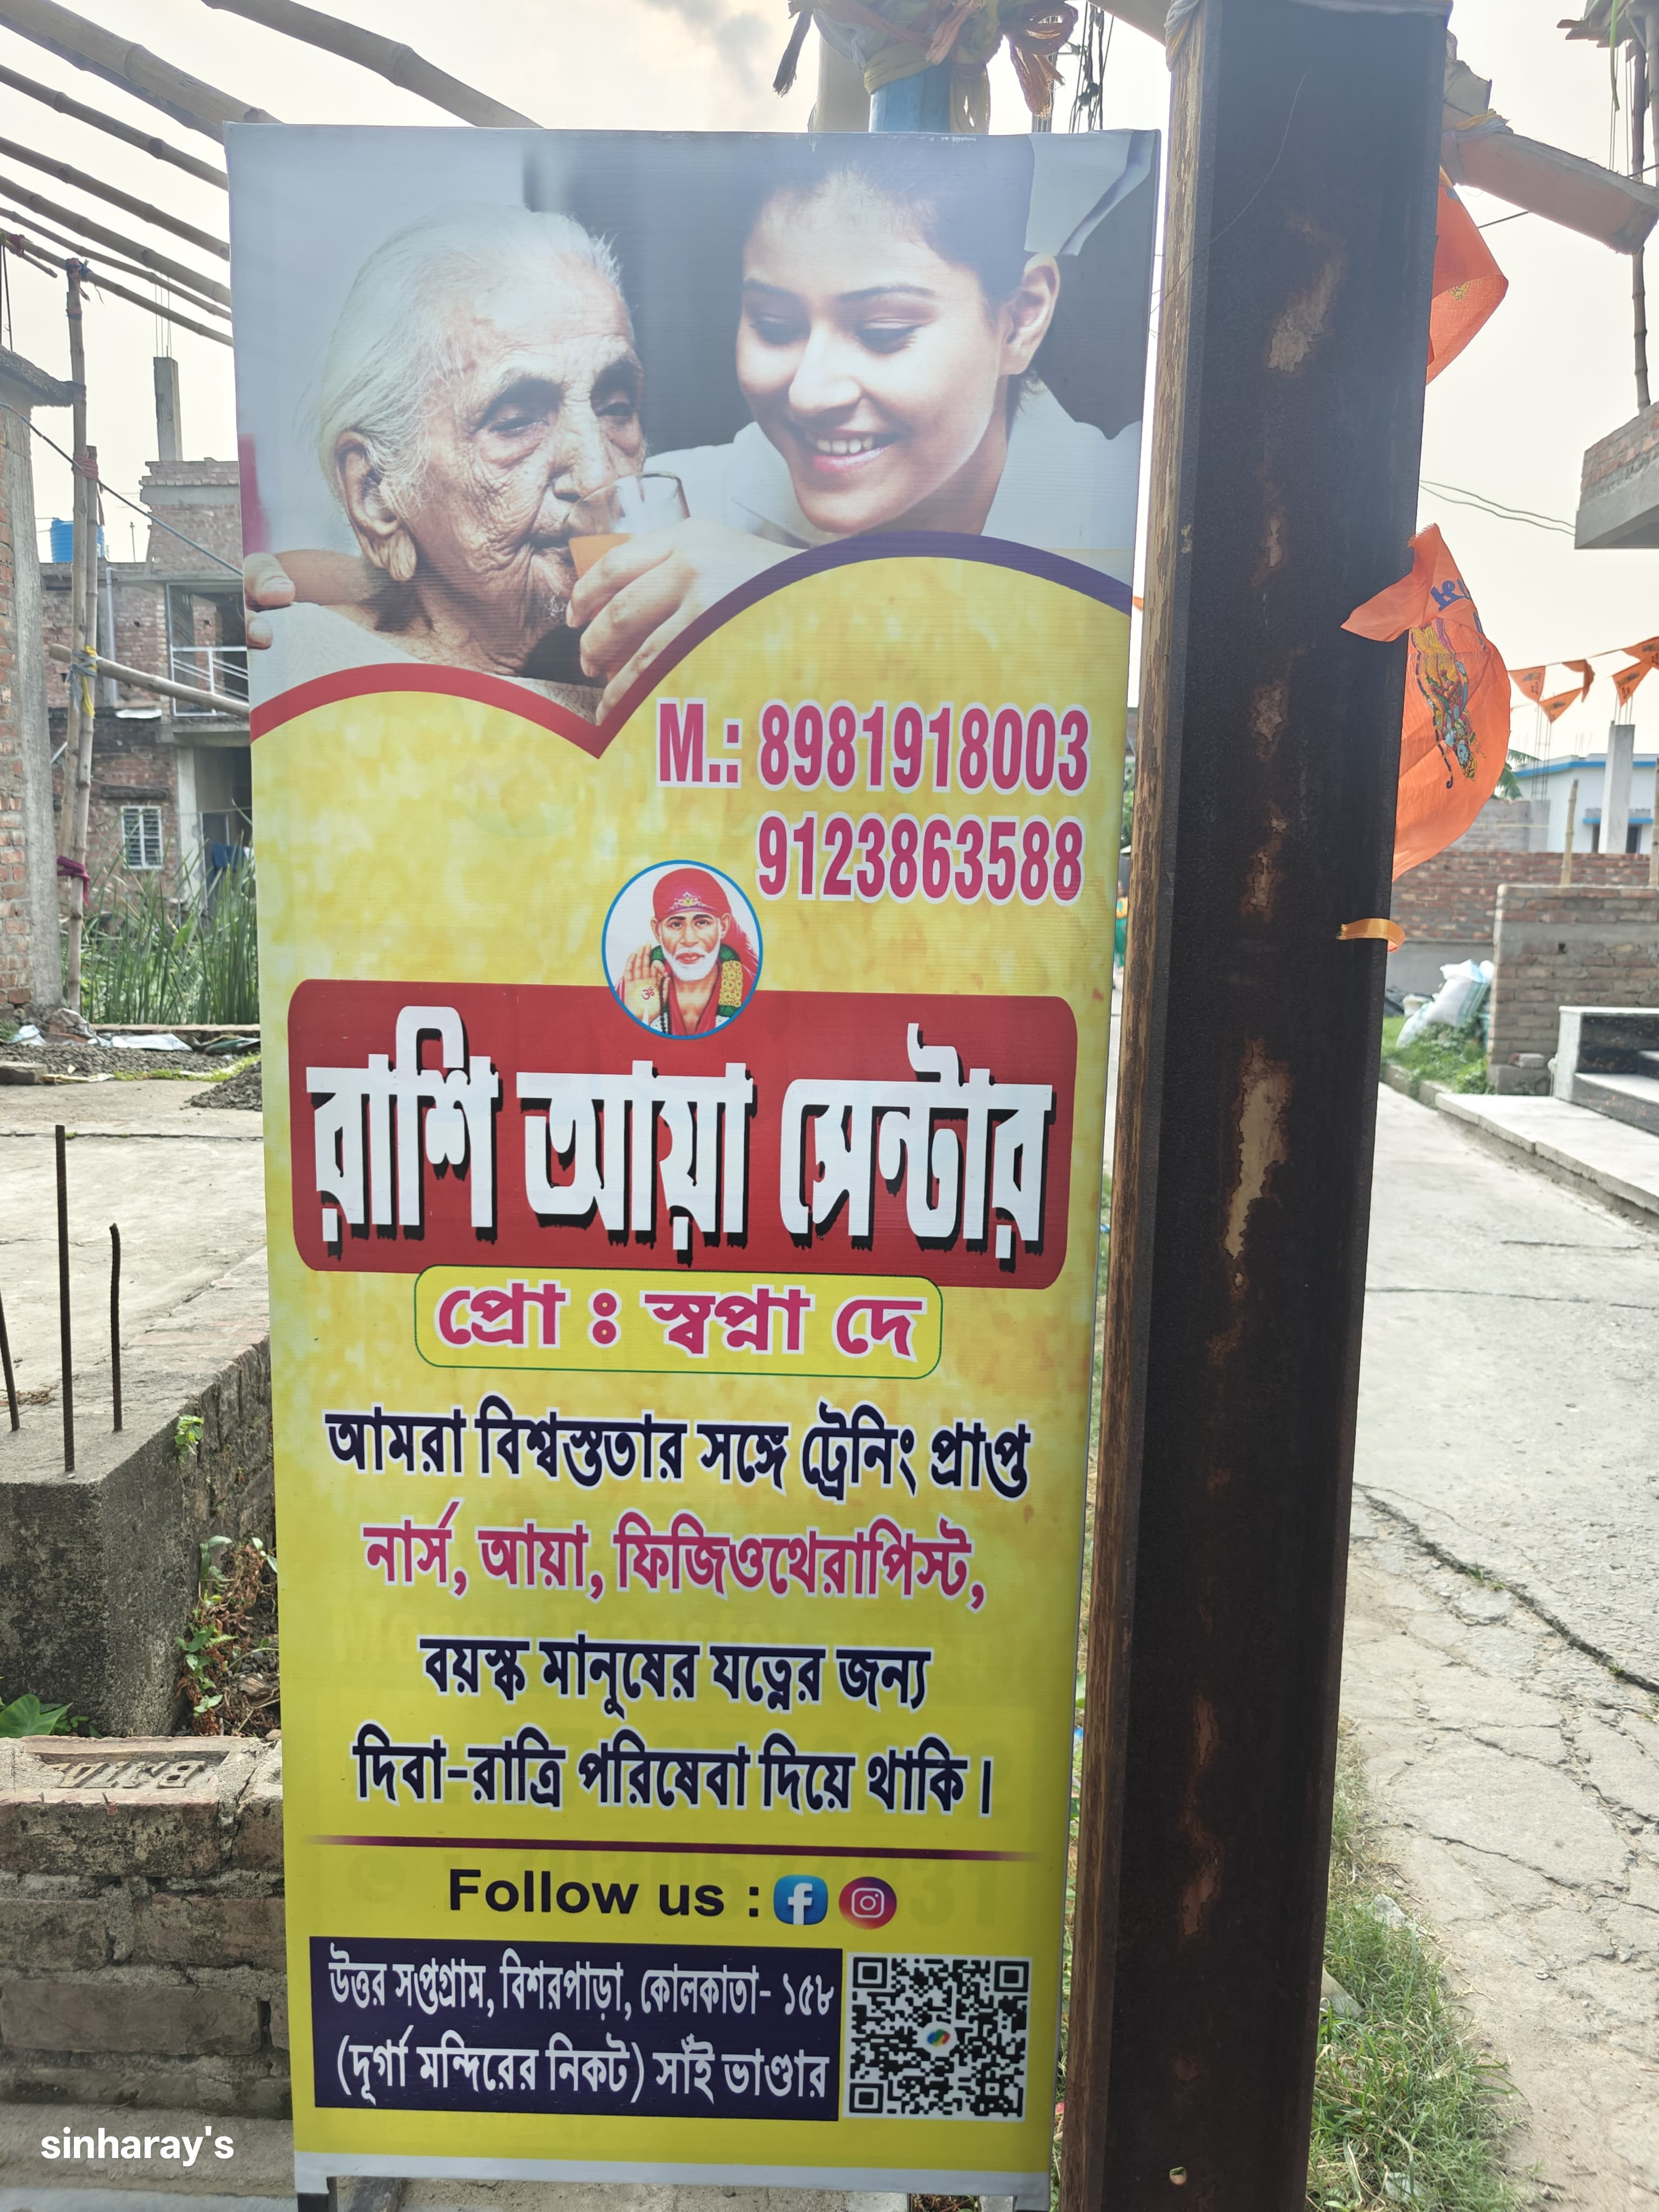 M.: 8981918003
9123863588
রাশি আয়া সেন্টার
প্রো ঃ স্বপ্না দে
আমরা বিশ্বস্ততার সঙ্গে ট্রেনিং প্রাপ্ত
নার্স, আয়া, ফিজিওথেরাপিস্ট,
বয়স্ক মানুষের যত্নের জন্য
দিবা-রাত্রি পরিষেবা দিয়ে থাকি।
Follow us :
উত্তর সপ্তগ্রাম, বিশরপাড়া, কোলকাতা- ১৫৮
(দূর্গা মন্দিরের নিকট) সাঁই ভাণ্ডার
sinharay's